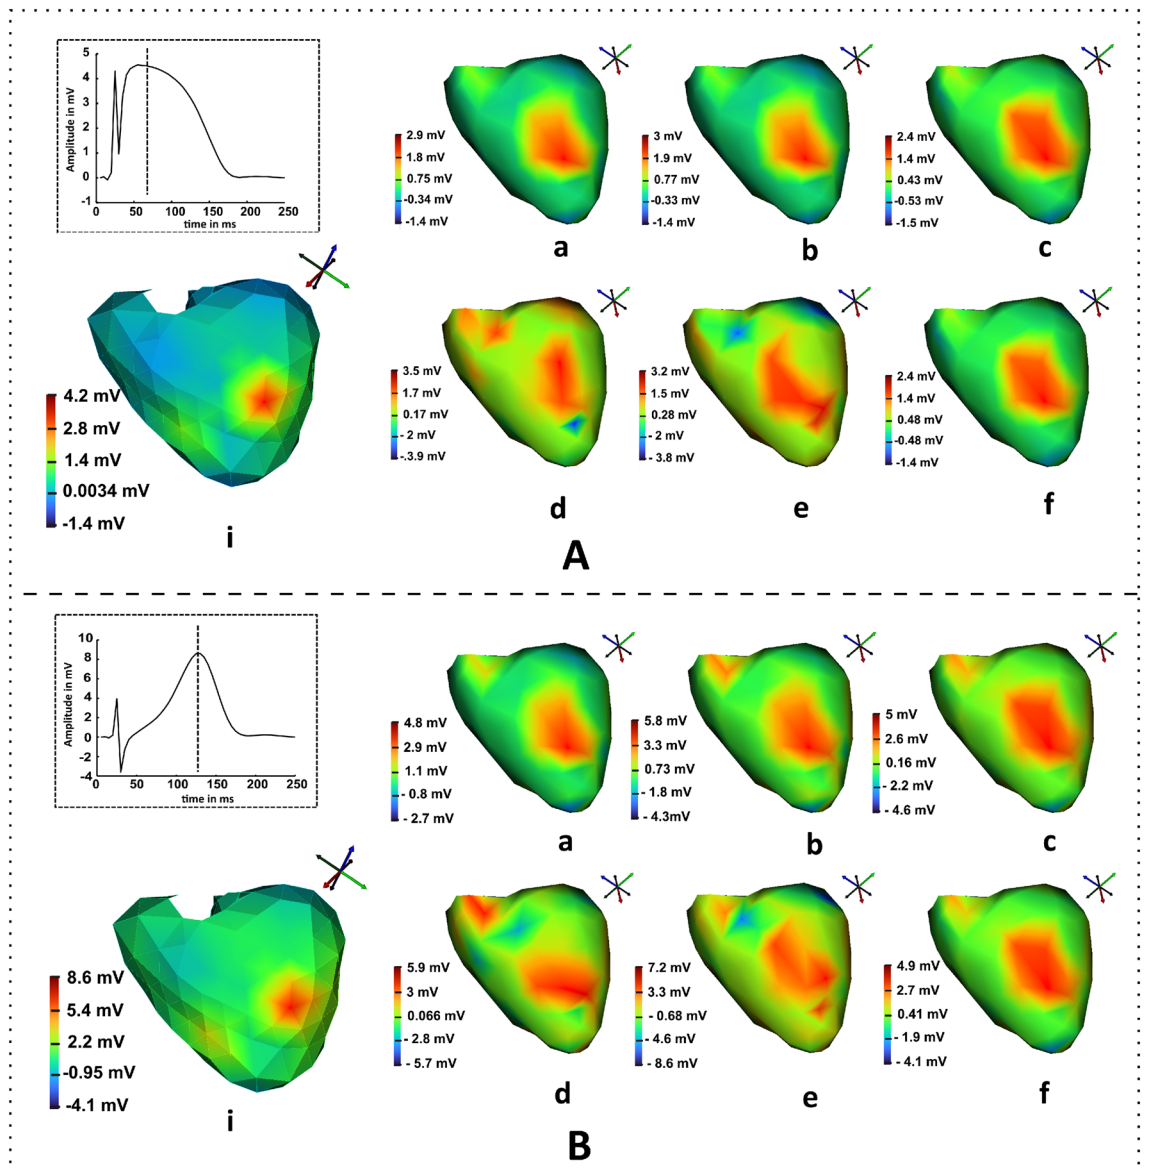 5
4
3
2
1
0
-1
Amplitude in mV
0 50 100 150 200 250
time in ms
2.9 mV
1.8 mV
0.75 mV
-0.34 mV
-1.4 mV
a
3 mV
1.9 mV
0.77 mV
-0.33 mV
-1.4 mV
b
2.4 mV
1.4 mV
0.43 mV
-0.53 mV
-1.5 mV
c
4.2 mV
2.8 mV
1.4 mV
0.0034 mV
-1.4 mV
i
3.5 mV
1.7 mV
0.17 mV
- 2 mV
-.3.9 mV
d
3.2 mV
1.5 mV
0.28 mV
- 2 mV
- 3.8 mV
e
2.4 mV
1.4 mV
0.48 mV
-0.48 mV
-1.4 mV
f
A
10
8
6
4
2
0
-2
-4
Amplitude in mV
0 50 100 150 200 250
time in ms
4.8 mV
2.9 mV
1.1 mV
- 0.8 mV
- 2.7 mV
a
5.8 mV
3.3 mV
0.73 mV
- 1.8 mV
- 4.3mV
b
5 mV
2.6 mV
0.16 mV
- 2.2 mV
- 4.6 mV
c
8.6 mV
5.4 mV
2.2 mV
-0.95 mV
-4.1 mV
i
5.9 mV
3 mV
0.066 mV
- 2.8 mV
- 5.7 mV
d
7.2 mV
3.3 mV
- 0.68 mV
- 4.6 mV
- 8.6 mV
e
4.9 mV
2.7 mV
0.41 mV
- 1.9 mV
- 4.1 mV
f
B